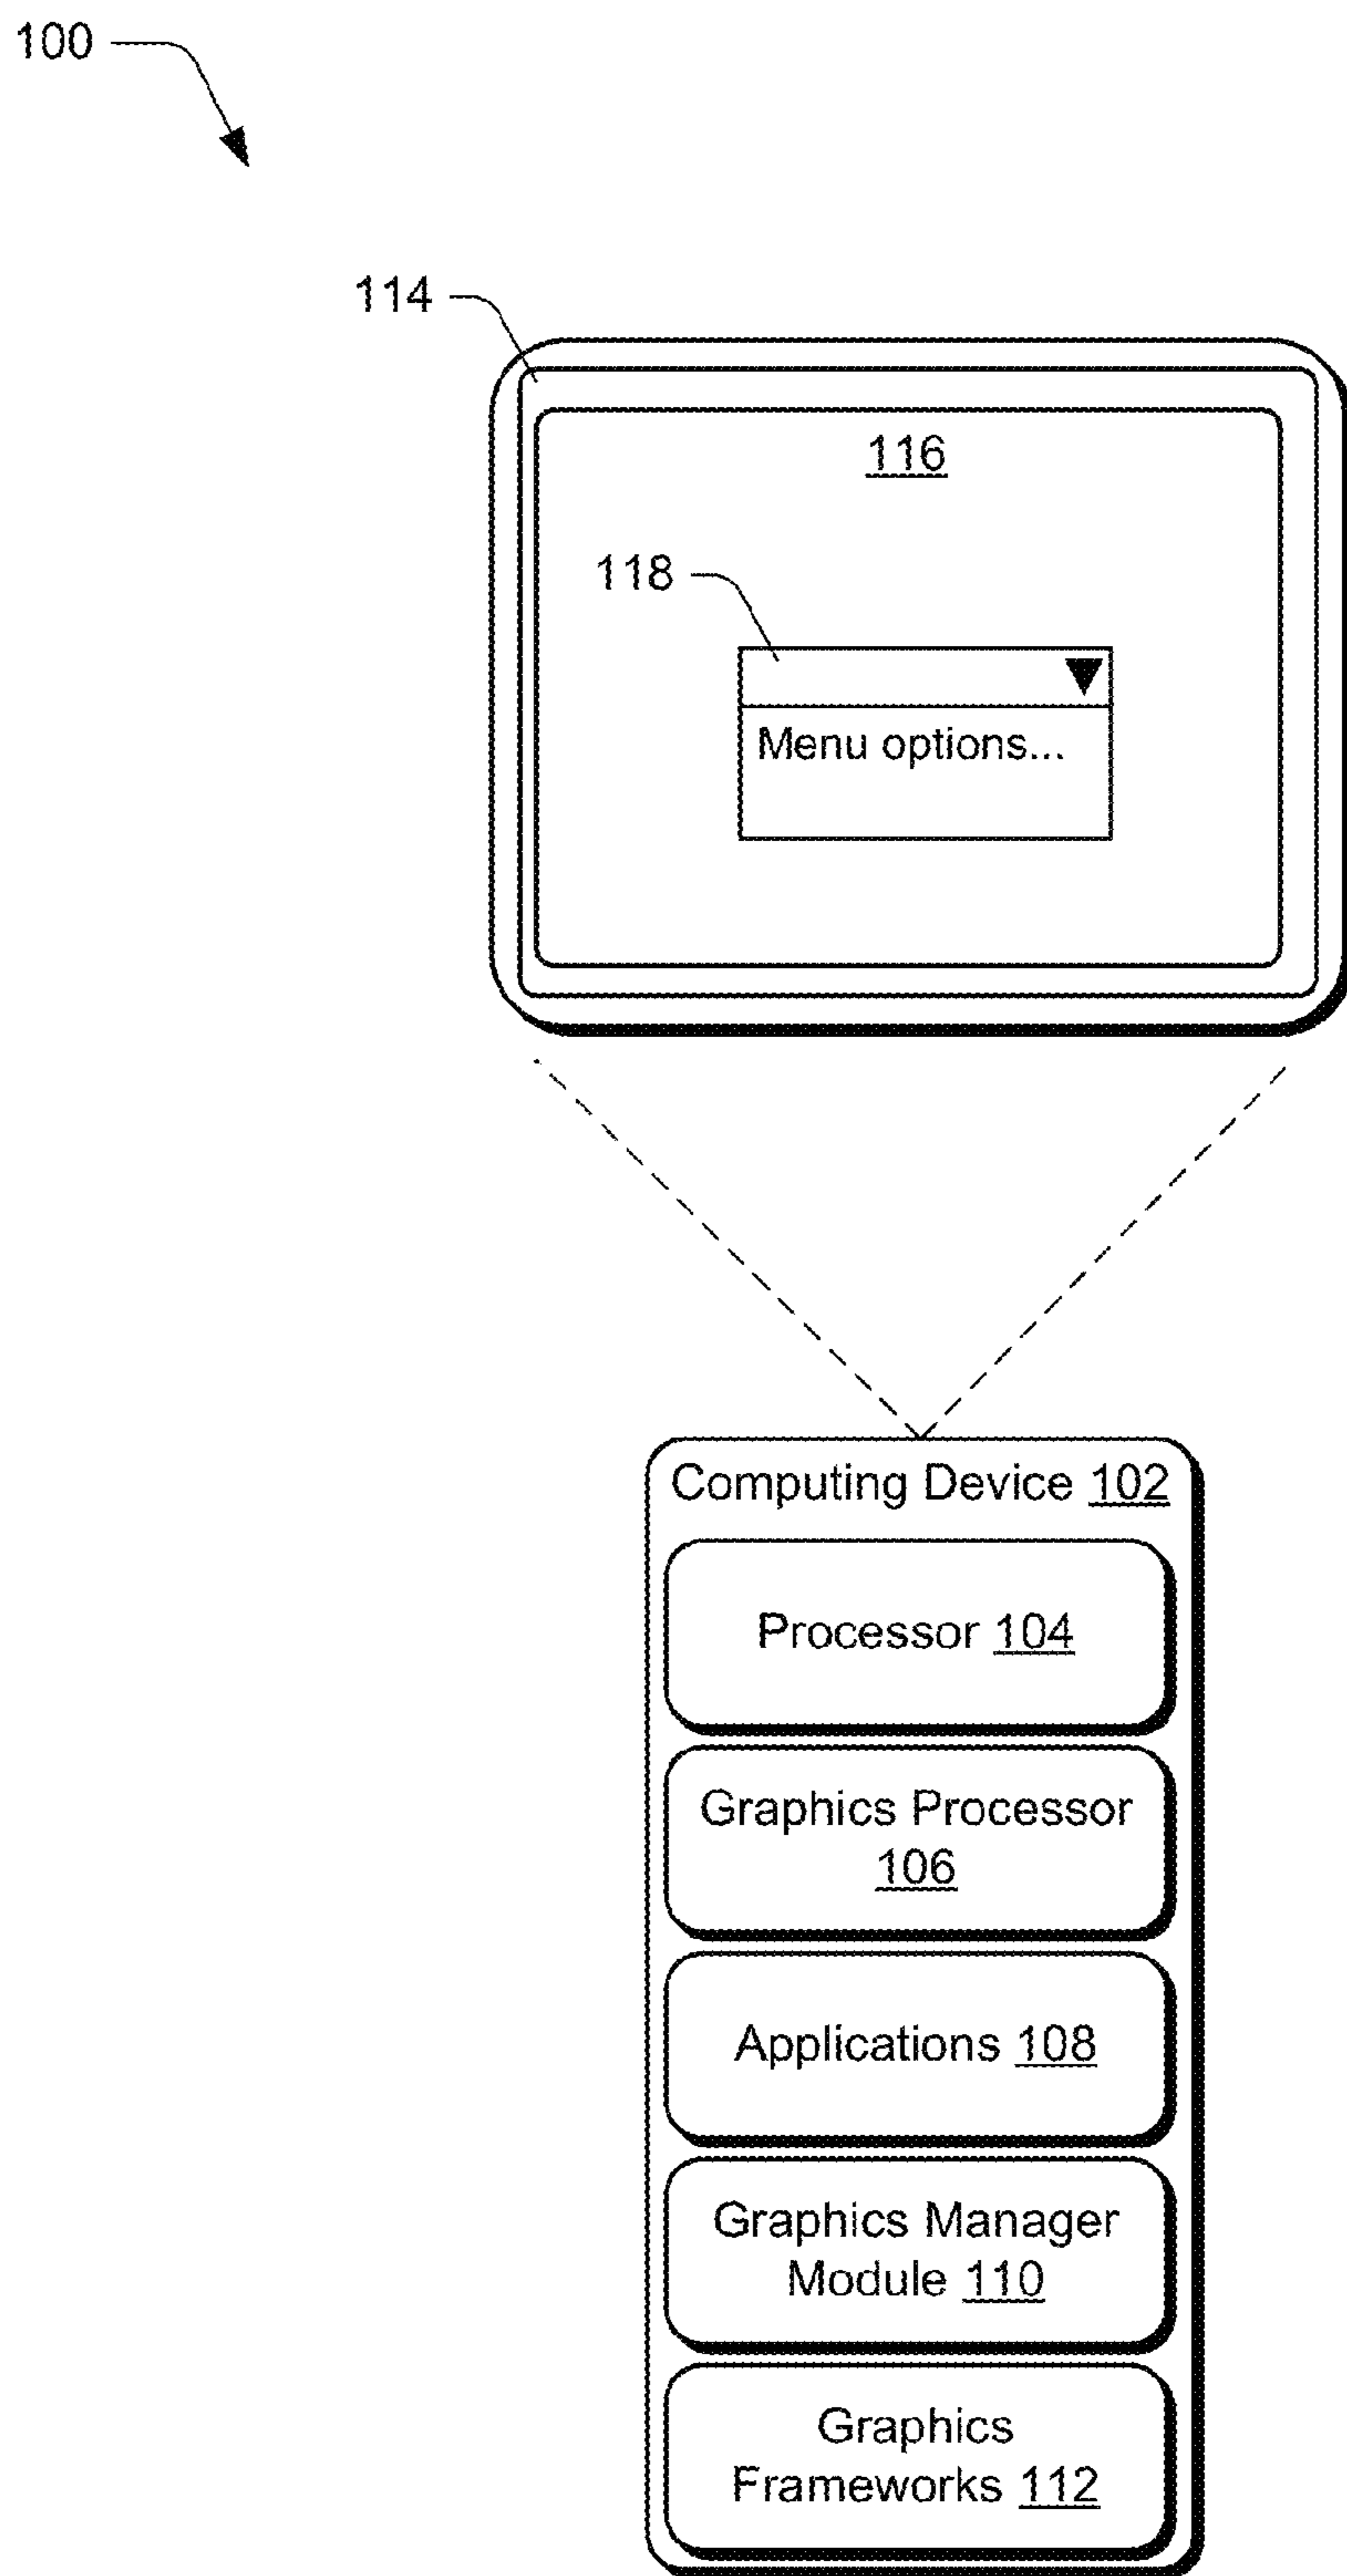 100
114
116
118
Menu options...
Computing Device 102
Processor 104
Graphics Processor
106
Applications 108
Graphics Manager
Module 110
Graphics
Frameworks 112